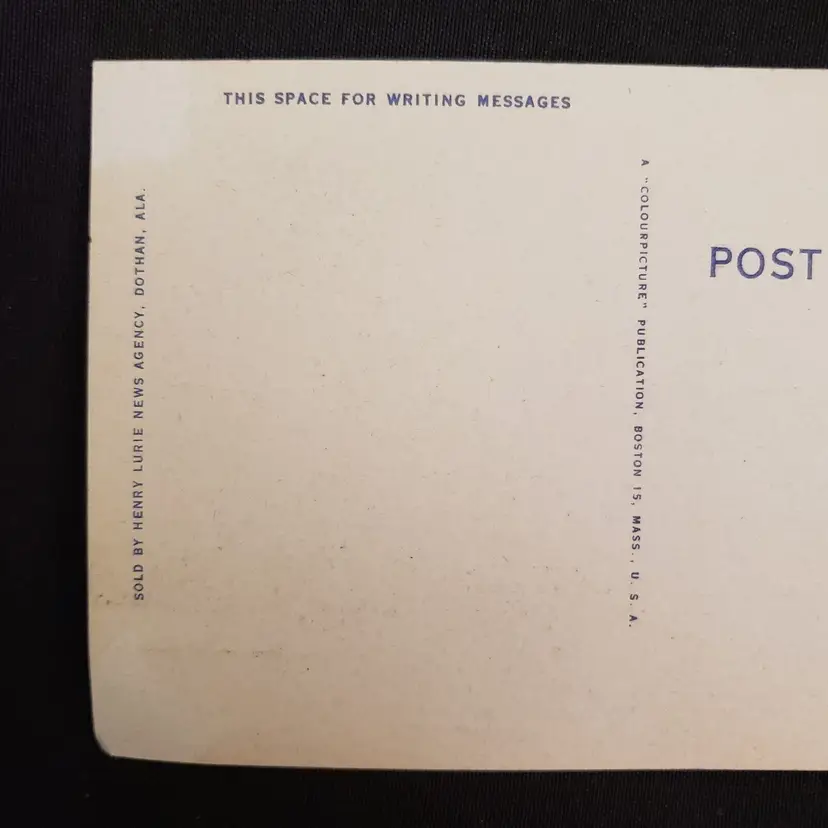 THIS SPACE FOR WRITING MESSAGES
SOLD BY HENRY LURIE NEWS AGENCY, DOTHAN, ALA.
A "COLOURPICTURE" PUBLICATION, BOSTON 15, MASS., U. S. A.
POST